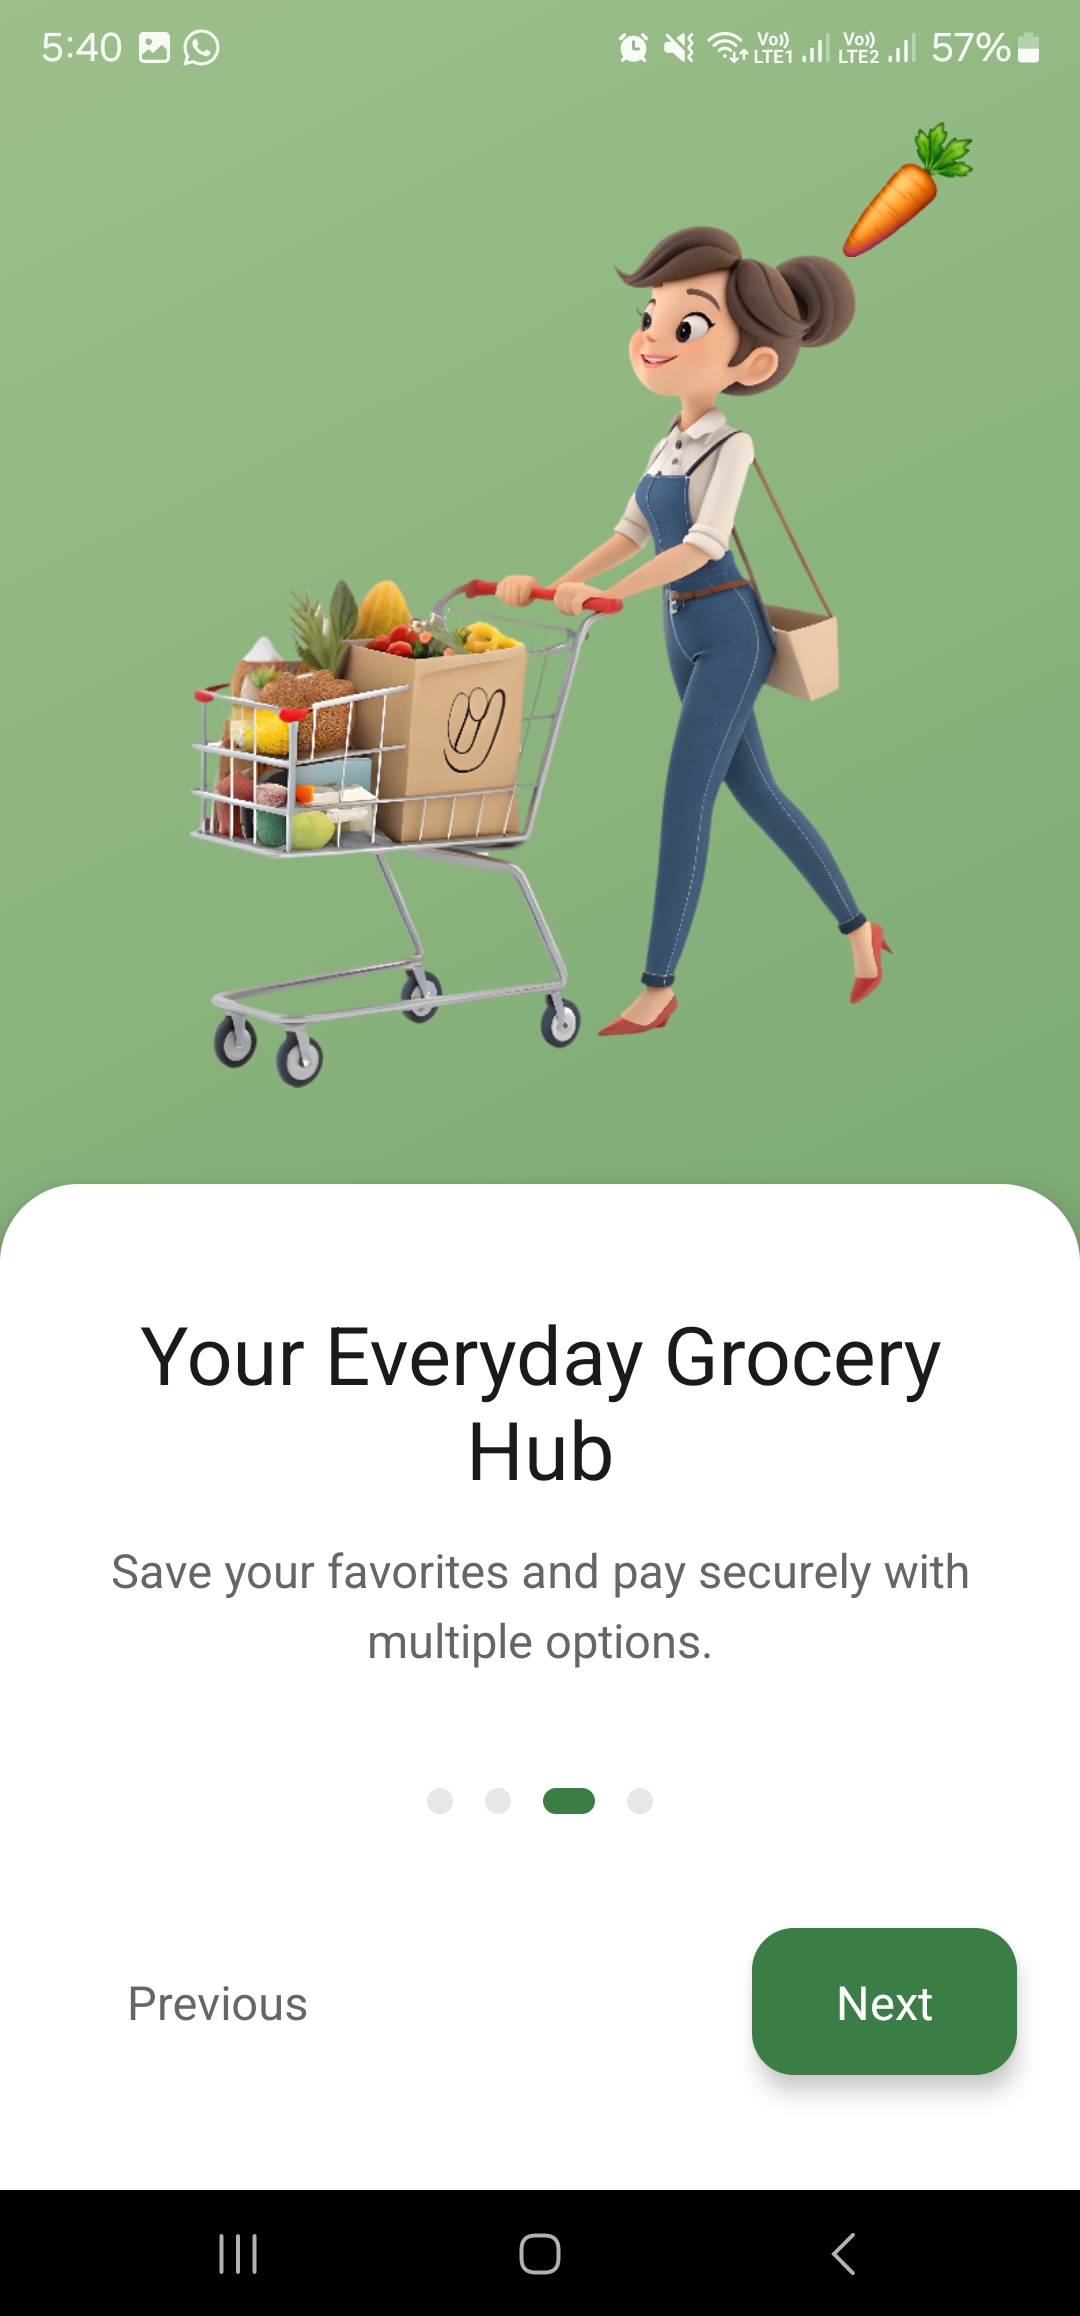 5:40
Vo)) LTE1 Vo)) LTE2 57%
Your Everyday Grocery
Hub
Save your favorites and pay securely with
multiple options.
Previous
Next